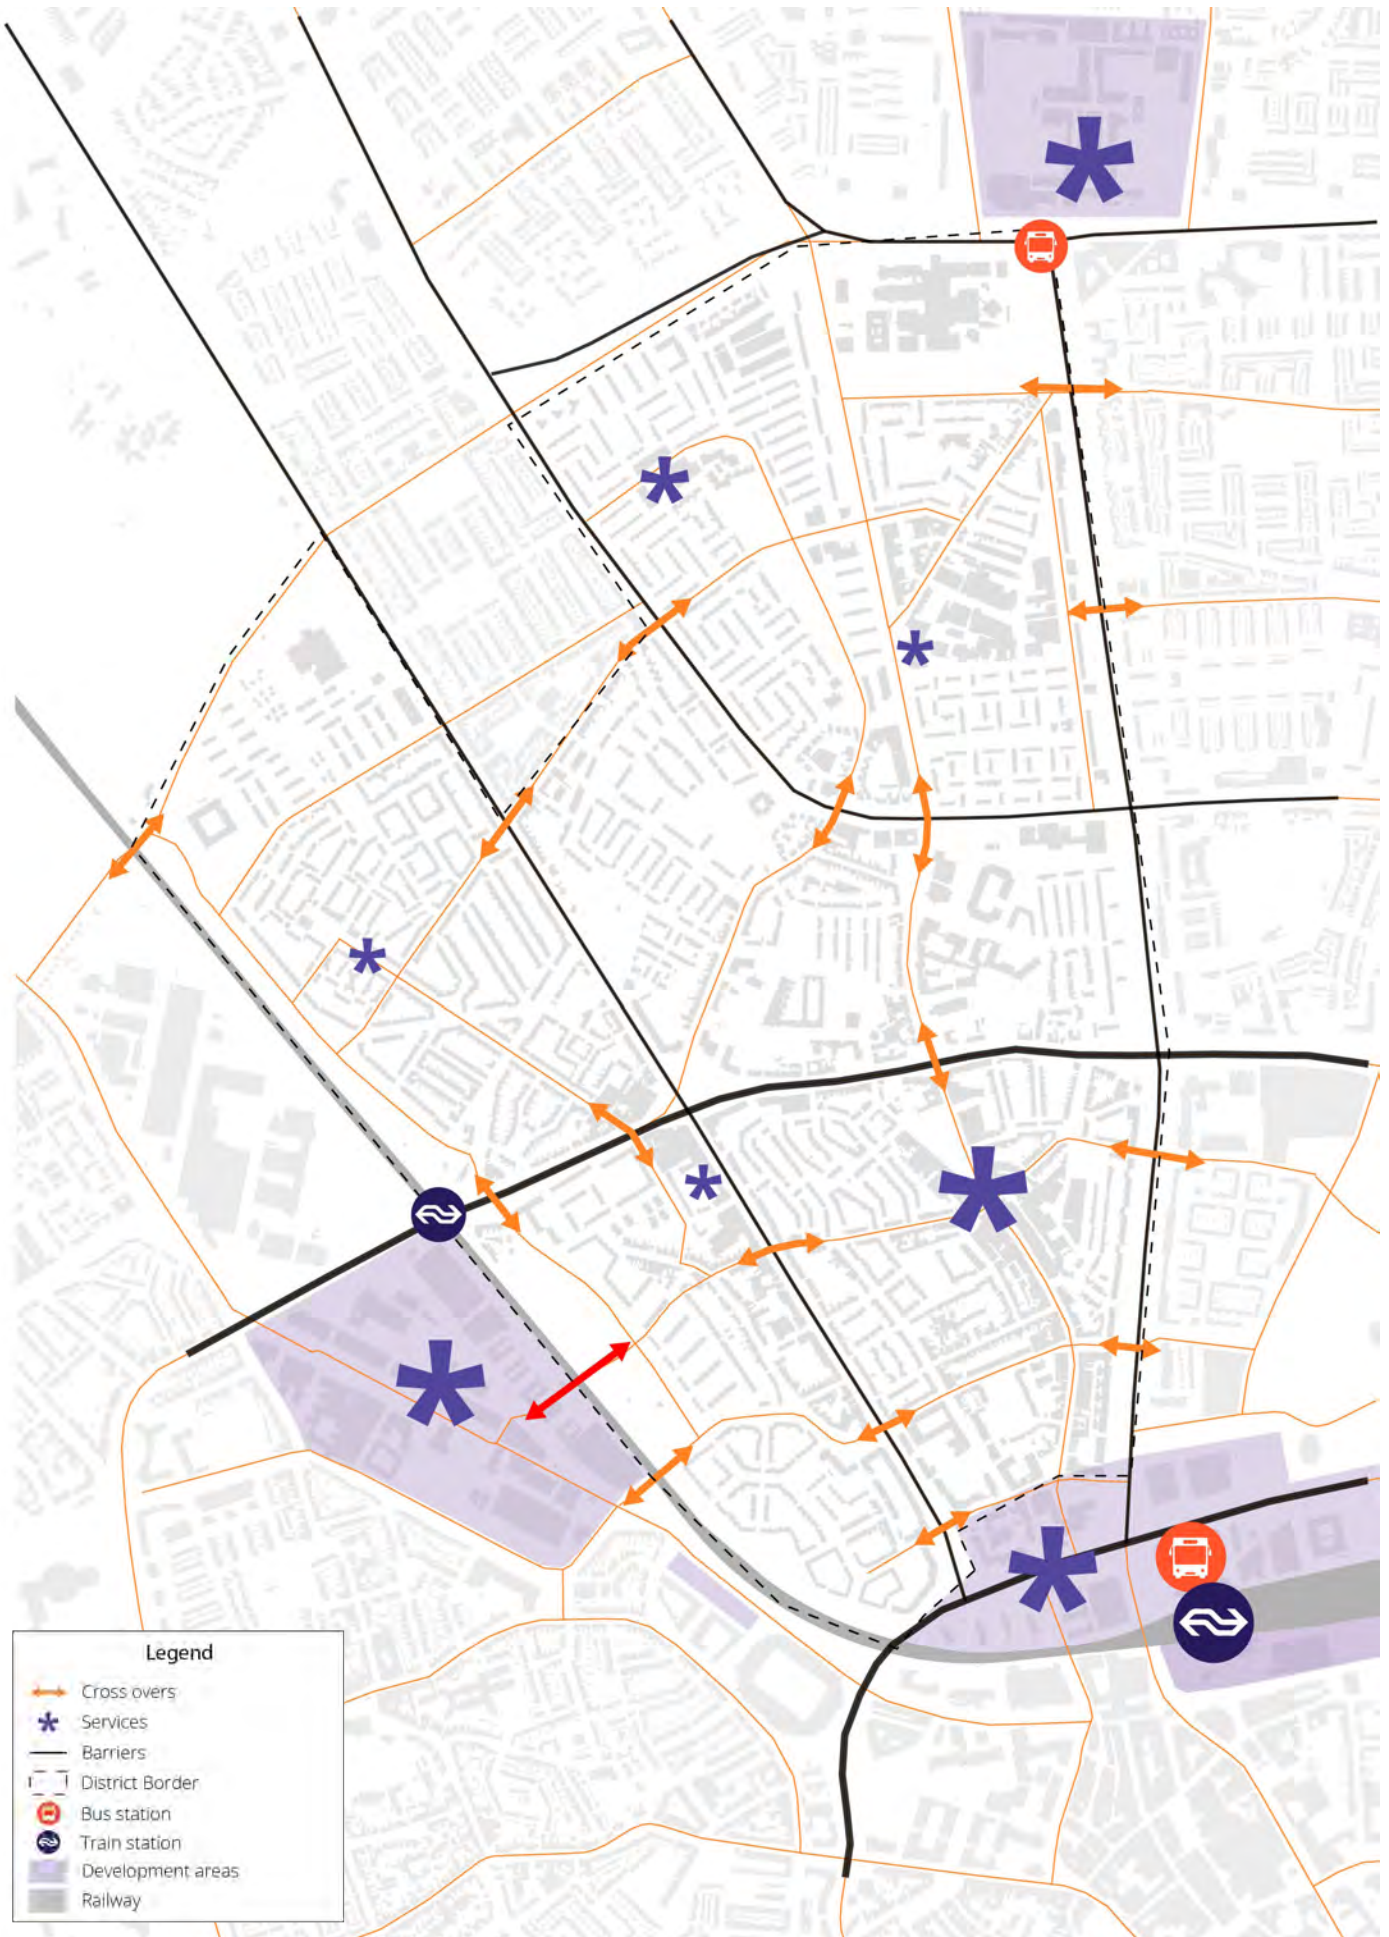 Legend
Cross overs
Services
Barriers
District Border
Bus station
Train station
Development areas
Railway